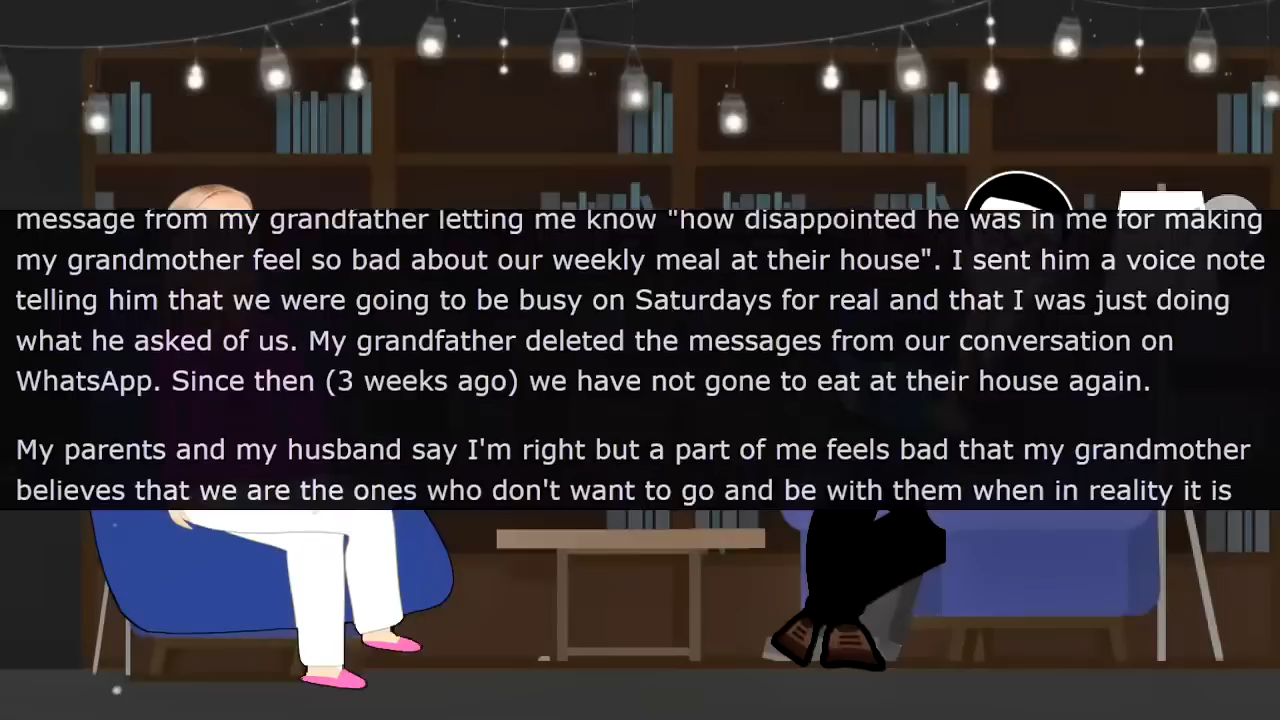 message from my grandfather letting me know "how disappointed he was in me for making
my grandmother feel so bad about our weekly meal at their house". I sent him a voice note
telling him that we were going to be busy on Saturdays for real and that I was just doing
what he asked of us. My grandfather deleted the messages from our conversation on
WhatsApp. Since then (3 weeks ago) we have not gone to eat at their house again.
My parents and my husband say I'm right but a part of me feels bad that my grandmother
believes that we are the ones who don't want to go and be with them when in reality it is